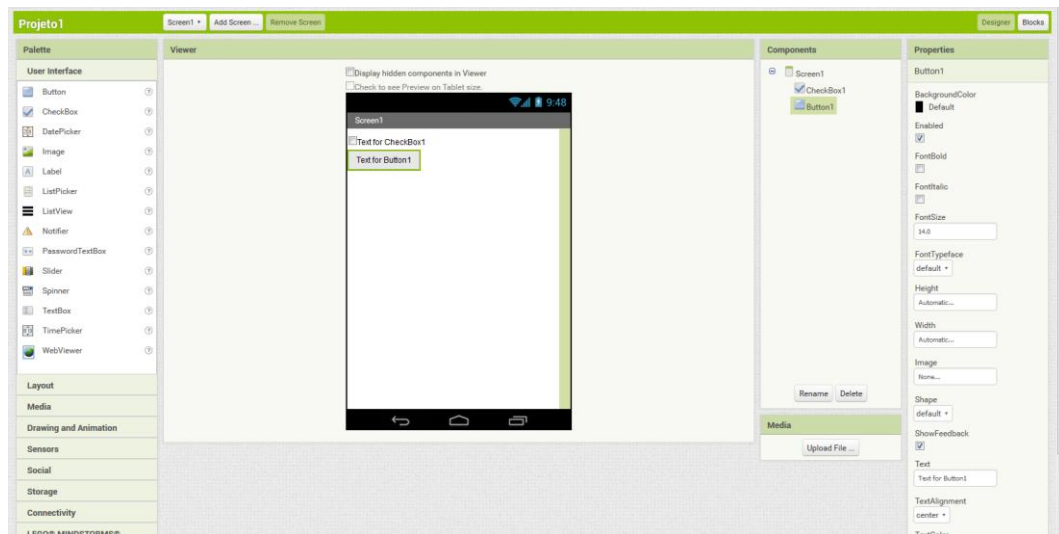 Projeto1
Screen1
Add Screen ...
Remove Screen
Designer
Blocks
Palette
User Interface
Button
CheckBox
DatePicker
Image
Label
ListPicker
ListView
Notifier
PasswordTextBox
Slider
Spinner
TextBox
TimePicker
WebViewer
Layout
Media
Drawing and Animation
Sensors
Social
Storage
Connectivity
LEGO® MINDSTORMS®
Viewer
Display hidden components in Viewer
Check to see Preview on Tablet size.
9:48
Screen1
Text for CheckBox1
Text for Button1
Components
Screen1
CheckBox1
Button1
Rename
Delete
Media
Upload File ...
Properties
Button1
BackgroundColor
Default
Enabled
FontBold
FontItalic
FontSize
14.0
FontTypeface
default
Height
Automatic...
Width
Automatic...
Image
None...
Shape
default
ShowFeedback
Text
Text for Button1
TextAlignment
center
TextColor